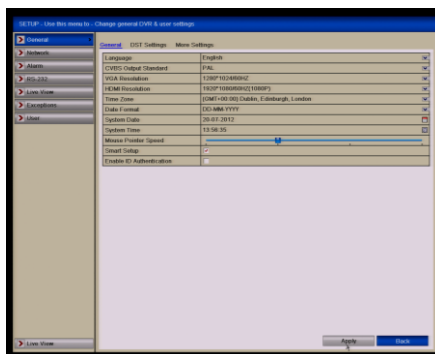 SETUP - Use this menu to - Change general DVR & user settings
General
Network
Alarm
RS-232
Live View
Exceptions
User
Live View
General DST Settings More Settings
Language English
CVBS Output Standard PAL
VGA Resolution 1280*1024/60HZ
HDMI Resolution 1920*1080/60HZ(1080P)
Time Zone (GMT+00:00) Dublin, Edinburgh, London
Date Format DD-MM-YYYY
System Date 20-07-2012
System Time 13:56:35
Mouse Pointer Speed
Smart Setup
Enable ID Authentication
Apply
Back